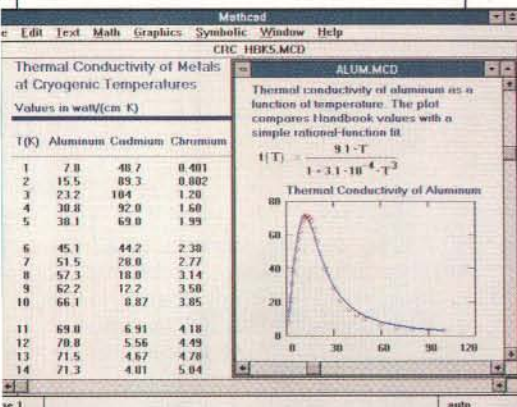 Mathcad
e Edit Text Math Graphics Symbolic Window Help
CRC_HBK5.MCD
Thermal Conductivity of Metals
at Cryogenic Temperatures
Values in watt/(cm K)
T(K) Aluminum Cadmium Chromium
1 7.8 48.7 0.401
2 15.5 89.3 0.802
3 23.2 104 1.20
4 30.8 92.0 1.60
5 38.1 69.0 1.99
6 45.1 44.2 2.38
7 51.5 28.0 2.77
8 57.3 18.0 3.14
9 62.2 12.2 3.50
10 66.1 8.87 3.85
11 69.0 6.91 4.18
12 70.8 5.56 4.49
13 71.5 4.67 4.78
14 71.3 4.01 5.04
ALUM.MCD
Thermal conductivity of aluminum as a
function of temperature. The plot
compares Handbook values with a
simple rational-function fit
f(T) 9.1·T
1 + 3.1·10⁻⁴·T³
Thermal Conductivity of Aluminum
80
60
40
20
0
0 30 60 90 120
auto